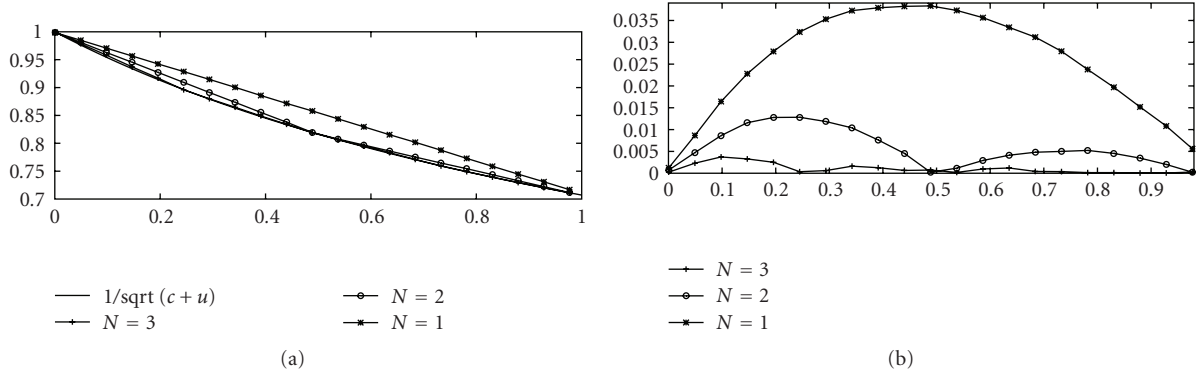 1
0.95
0.9
0.85
0.8
0.75
0.7
0 0.2 0.4 0.6 0.8 1
1/sqrt (c + u)
N = 3
N = 2
N = 1
(a)
0.035
0.03
0.025
0.02
0.015
0.01
0.005
0
0 0.1 0.2 0.3 0.4 0.5 0.6 0.7 0.8 0.9
N = 3
N = 2
N = 1
(b)